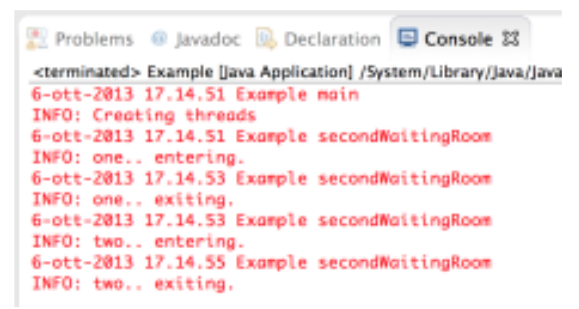 Problems @ Javadoc Declaration Console
<terminated> Example [Java Application] /System/Library/Java/Java
6-ott-2013 17.14.51 Example main
INFO: Creating threads
6-ott-2013 17.14.51 Example secondWaitingRoom
INFO: one.. entering.
6-ott-2013 17.14.53 Example secondWaitingRoom
INFO: one.. exiting.
6-ott-2013 17.14.53 Example secondWaitingRoom
INFO: two.. entering.
6-ott-2013 17.14.55 Example secondWaitingRoom
INFO: two.. exiting.